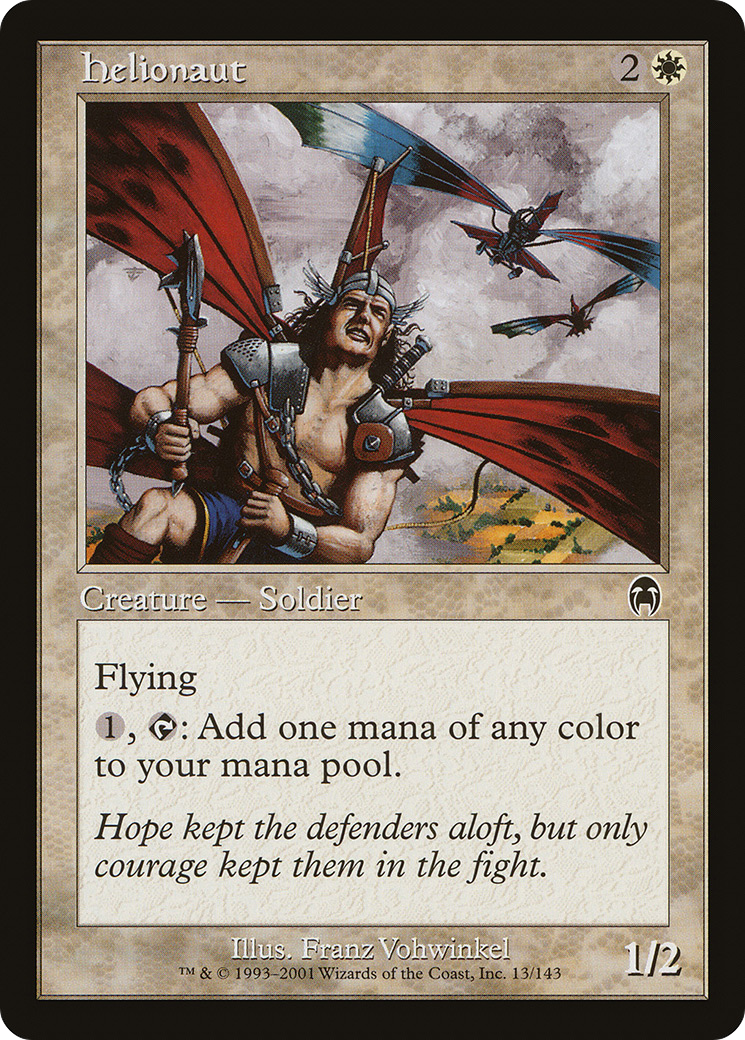 Helionaut 2
Creature — Soldier
Flying
1, : Add one mana of any color
to your mana pool.
Hope kept the defenders aloft, but only
courage kept them in the fight.
Illus. Franz Vohwinkel
™ & © 1993–2001 Wizards of the Coast, Inc. 13/143
1/2